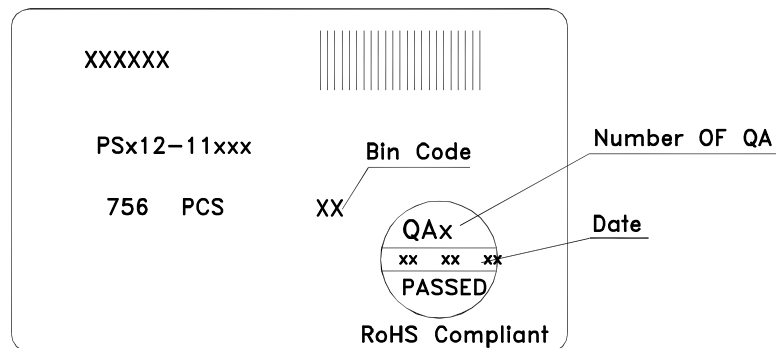 XXXXXX
PSx12-11xxx
Bin Code
Number OF QA
756 PCS
XX
QAx
Date
xx xx xx
PASSED
RoHS Compliant